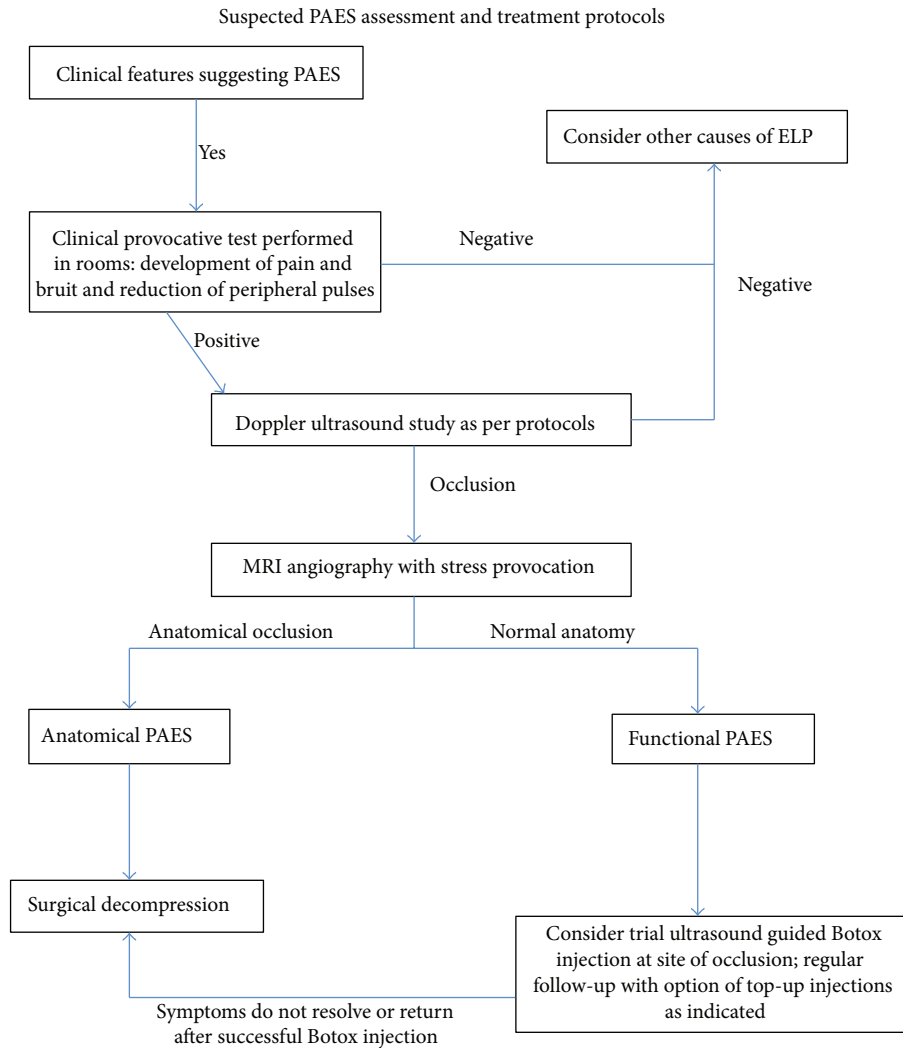 Suspected PAES assessment and treatment protocols
Clinical features suggesting PAES
Consider other causes of ELP
Yes
Clinical provocative test performed
in rooms: development of pain and
bruit and reduction of peripheral pulses
Negative
Negative
Positive
Doppler ultrasound study as per protocols
Occlusion
MRI angiography with stress provocation
Anatomical occlusion
Normal anatomy
Anatomical PAES
Functional PAES
Surgical decompression
Consider trial ultrasound guided Botox
injection at site of occlusion; regular
follow-up with option of top-up injections
as indicated
Symptoms do not resolve or return
after successful Botox injection